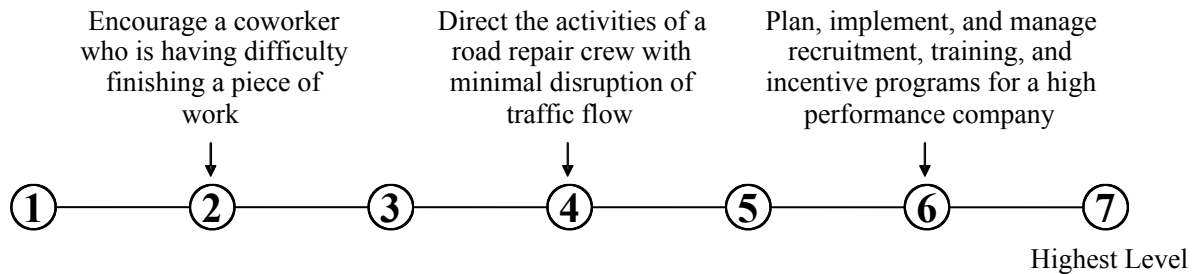 Encourage a coworker
who is having difficulty
finishing a piece of
work
Direct the activities of a
road repair crew with
minimal disruption of
traffic flow
Plan, implement, and manage
recruitment, training, and
incentive programs for a high
performance company
1 2 3 4 5 6 7
Highest Level